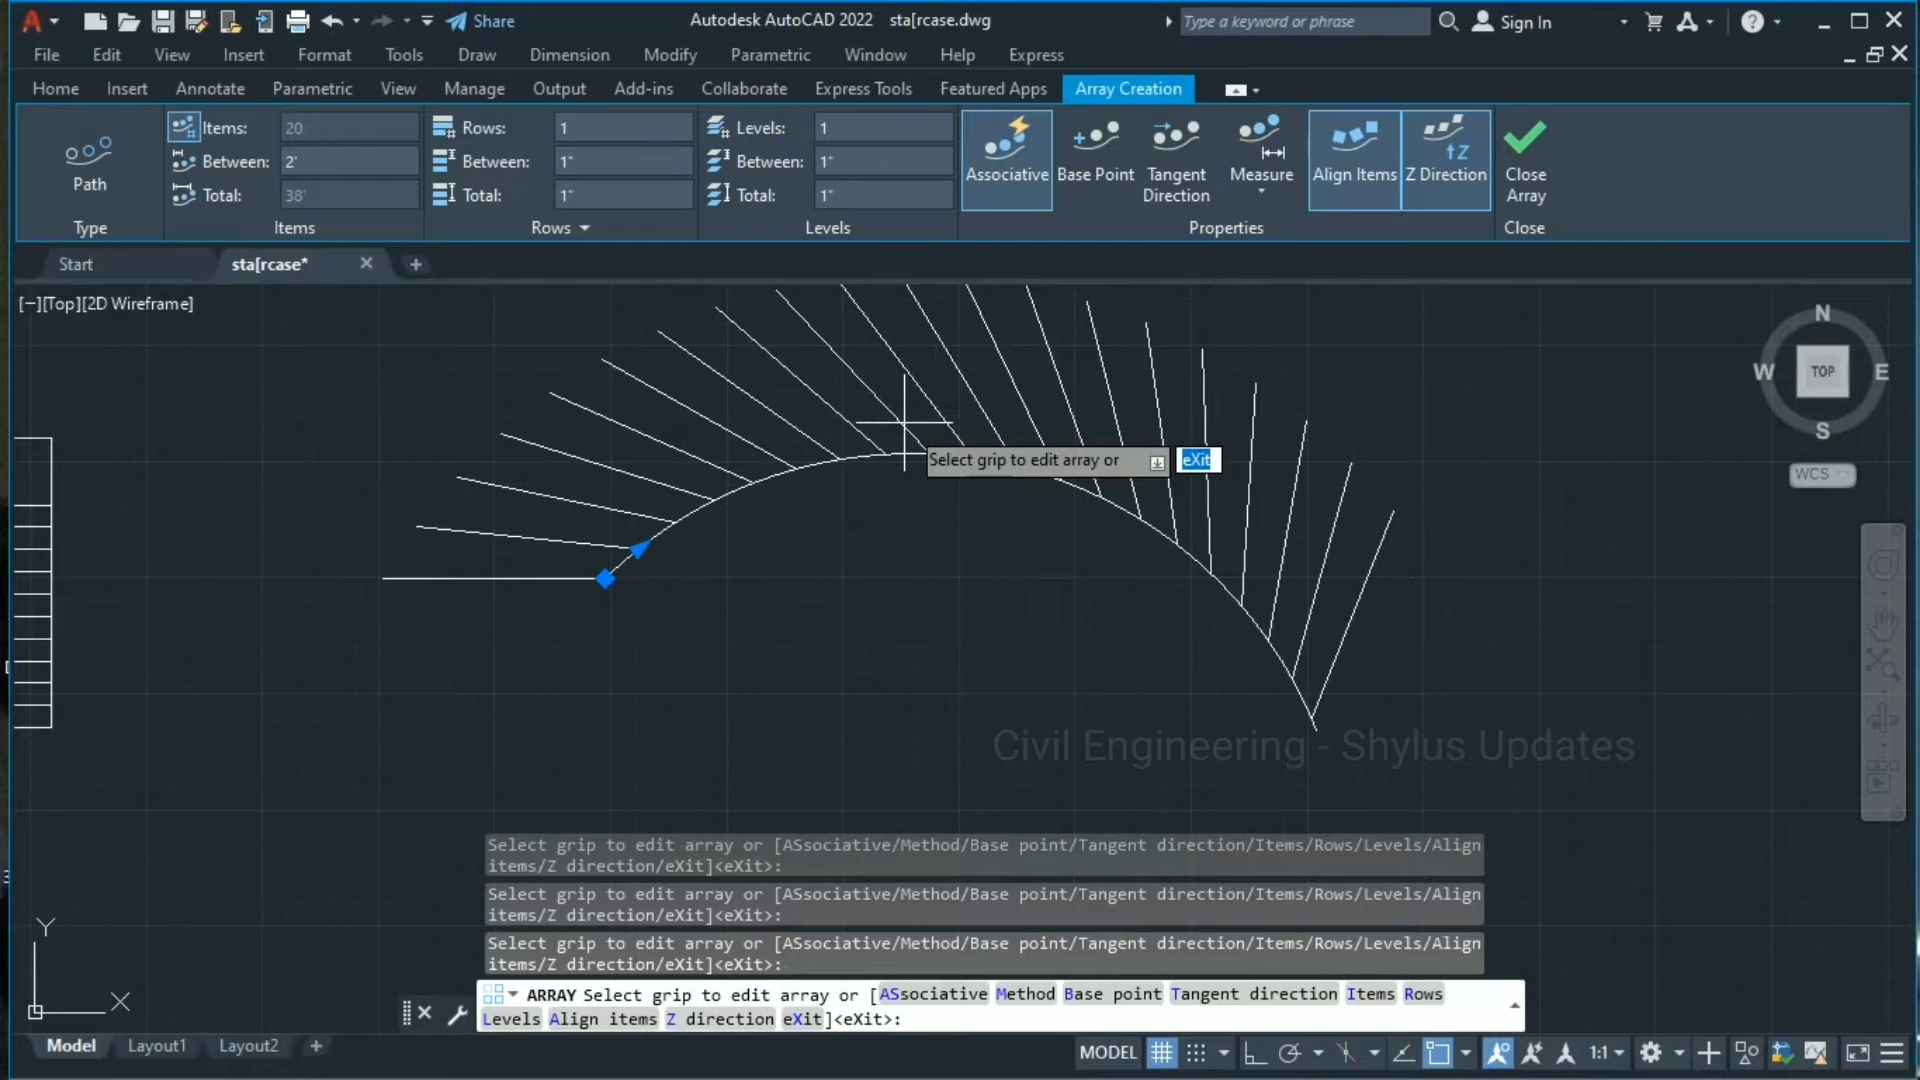 Share
Autodesk AutoCAD 2022 sta[rcase.dwg
Type a keyword or phrase
Sign In
File Edit View Insert Format Tools Draw Dimension Modify Parametric Window Help Express
Home Insert Annotate Parametric View Manage Output Add-ins Collaborate Express Tools Featured Apps Array Creation
Items: 20 Rows: 1 Levels: 1
Between: 2' Between: 1" Between: 1"
Total: 38' Total: 1" Total: 1"
Path
Associative Base Point Tangent Direction Measure Align Items Z Direction Close Array
Type Items Rows Levels Properties Close
Start sta[rcase*
[−][Top][2D Wireframe]
N
W TOP E
S
WCS
Select grip to edit array or eXit
Civil Engineering - Shylus Updates
Select grip to edit array or [ASsociative/Method/Base point/Tangent direction/Items/Rows/Levels/Align
items/Z direction/eXit]<eXit>:
Select grip to edit array or [ASsociative/Method/Base point/Tangent direction/Items/Rows/Levels/Align
items/Z direction/eXit]<eXit>:
Select grip to edit array or [ASsociative/Method/Base point/Tangent direction/Items/Rows/Levels/Align
items/Z direction/eXit]<eXit>:
ARRAY Select grip to edit array or [ASsociative Method Base point Tangent direction Items Rows
Levels Align items Z direction eXit]<eXit>:
Y
X
Model Layout1 Layout2
MODEL 1:1